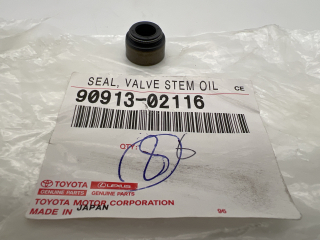 SEAL, VALVE STEM OIL CE
90913-02116
QTY:
8
TOYOTA LEXUS
GENUINE PARTS GENUINE PARTS
TOYOTA MOTOR CORPORATION
MADE IN JAPAN 96